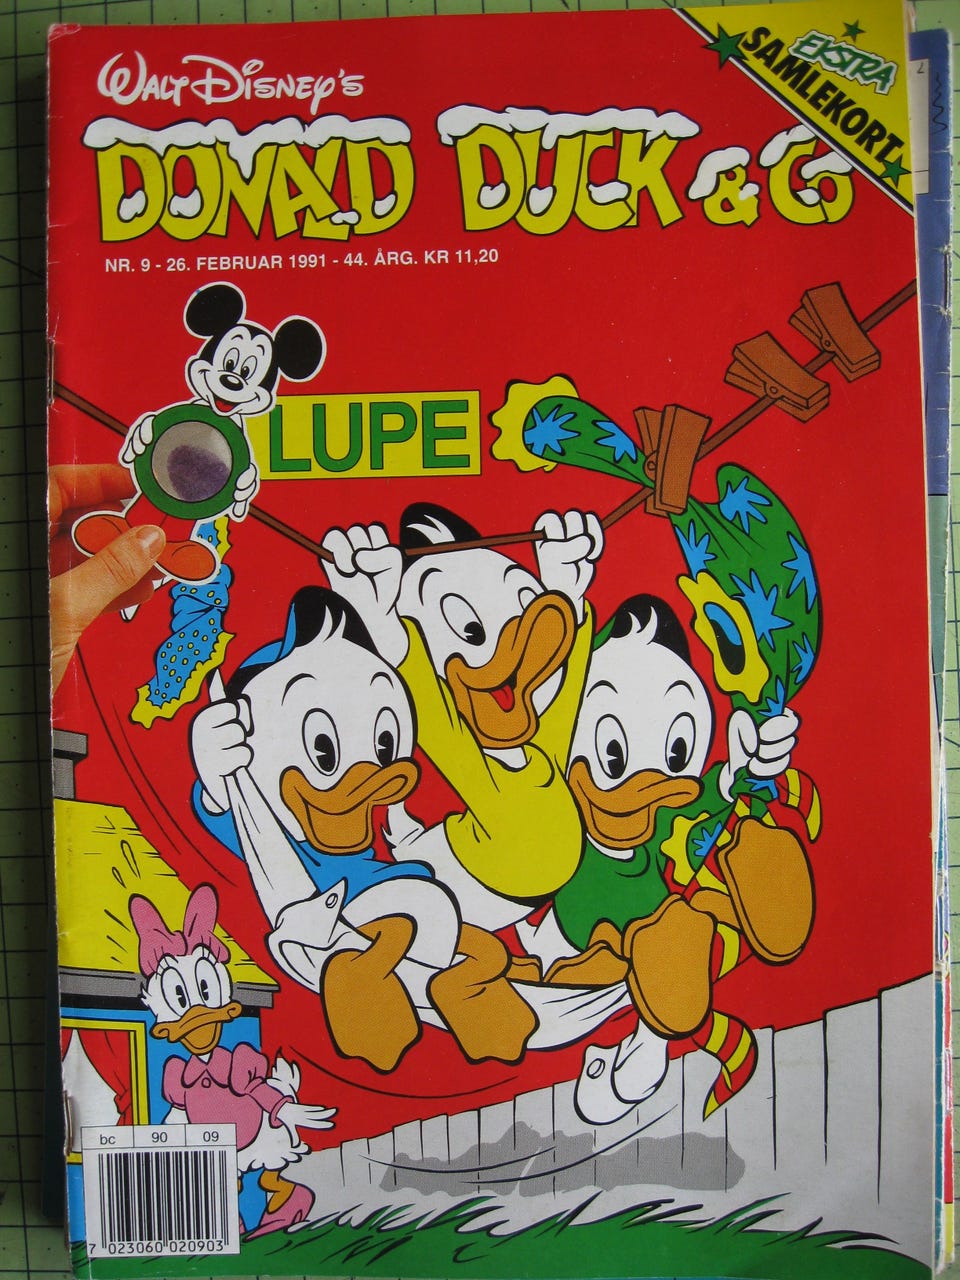 WALT DISNEY'S
EKSTRA
SAMLEKORT
DONALD DUCK & Co
NR. 9 - 26. FEBRUAR 1991 - 44. ÅRG. KR 11,20
LUPE
bc 90 09
7 023060 020903